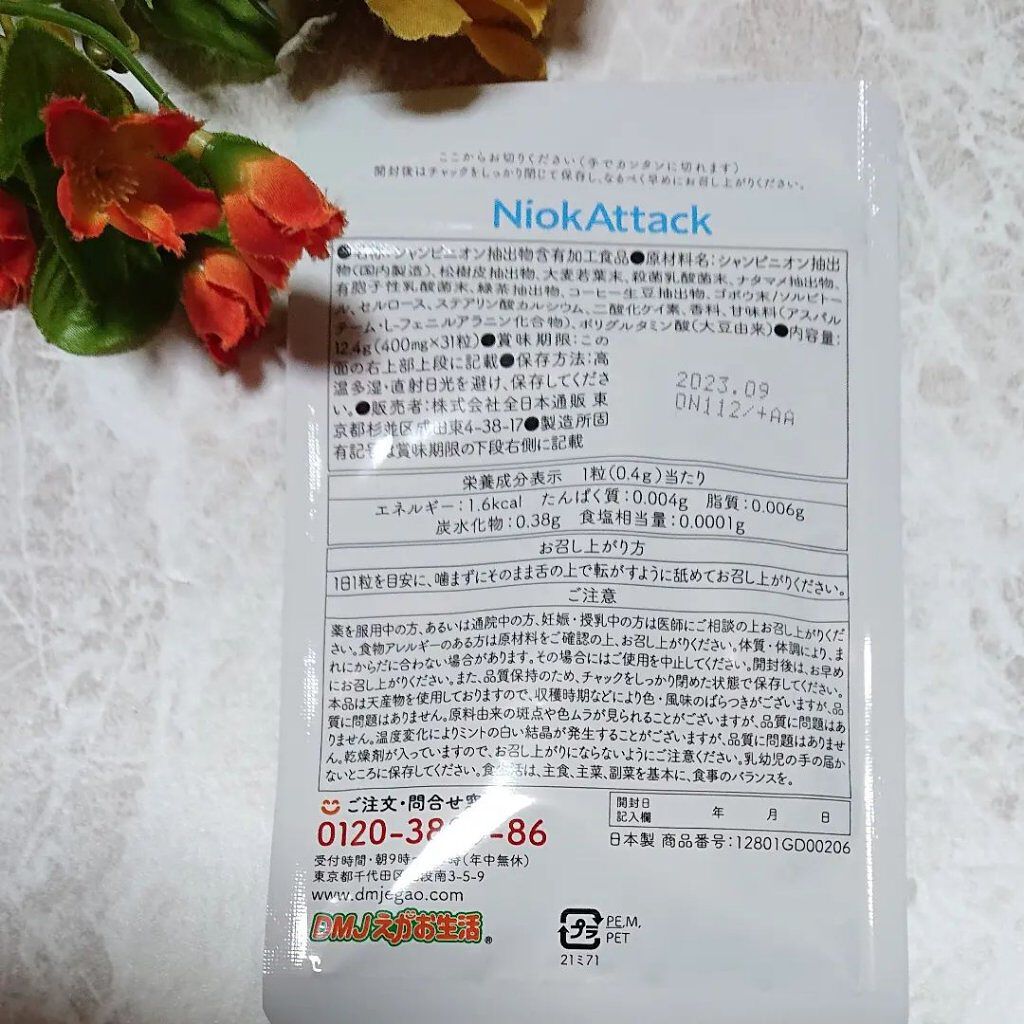 ここからお切りください(手でカンタンに切れます)
開封後はチャックをしっかり閉じて保存し、なるべく早めにお召し上がりください。
NiokAttack
●名称:シャンピニオン抽出物含有加工食品●原材料名:シャンピニオン抽出
物(国内製造)、松樹皮抽出物、大麦若葉末、殺菌乳酸菌末、ナタマメ抽出物、
有胞子性乳酸菌末、緑茶抽出物、コーヒー生豆抽出物、ゴボウ末/ソルビトー
ル、セルロース、ステアリン酸カルシウム、二酸化ケイ素、香料、甘味料(アスパル
テーム・L-フェニルアラニン化合物)、ポリグルタミン酸(大豆由来)●内容量:
12.4g(400mg×31粒)●賞味期限:この
面の右上部上段に記載●保存方法:高
温多湿・直射日光を避け、保存してくださ
い。●販売者:株式会社全日本通販 東
京都杉並区成田東4-38-17●製造所固
有記号は賞味期限の下段右側に記載
2023.09
DN112/+AA
栄養成分表示 1粒(0.4g)当たり
エネルギー:1.6kcal たんぱく質:0.004g 脂質:0.006g
炭水化物:0.38g 食塩相当量:0.0001g
お召し上がり方
1日1粒を目安に、噛まずにそのまま舌の上で転がすように舐めてお召し上がりください。
ご注意
薬を服用中の方、あるいは通院中の方、妊娠・授乳中の方は医師にご相談の上お召し上がりくだ
さい。食物アレルギーのある方は原材料をご確認の上、お召し上がりください。体質・体調により、ま
れにからだに合わない場合があります。その場合にはご使用を中止してください。開封後は、お早め
にお召し上がりください。また、品質保持のため、チャックをしっかり閉めた状態で保存してください。
本品は天産物を使用しておりますので、収穫時期などにより色・風味のばらつきがございますが、品
質に問題はありません。原料由来の斑点や色ムラが見られることがございますが、品質に問題はあ
りません。温度変化によりミントの白い結晶が発生することがございますが、品質に問題はありませ
ん。乾燥剤が入っていますので、お召し上がりにならないようにご注意ください。乳幼児の手の届か
ないところに保存してください。食生活は、主食、主菜、副菜を基本に、食事のバランスを。
ご注文・問合せ
0120-38 -86
受付時間・朝9時 時(年中無休)
東京都千代田区九段南3-5-9
www.dmjegao.com
DMJえがお生活®
開封日
記入欄 年 月 日
日本製 商品番号:12801GD00206
プラ
PE,M,
PET
21ミ71